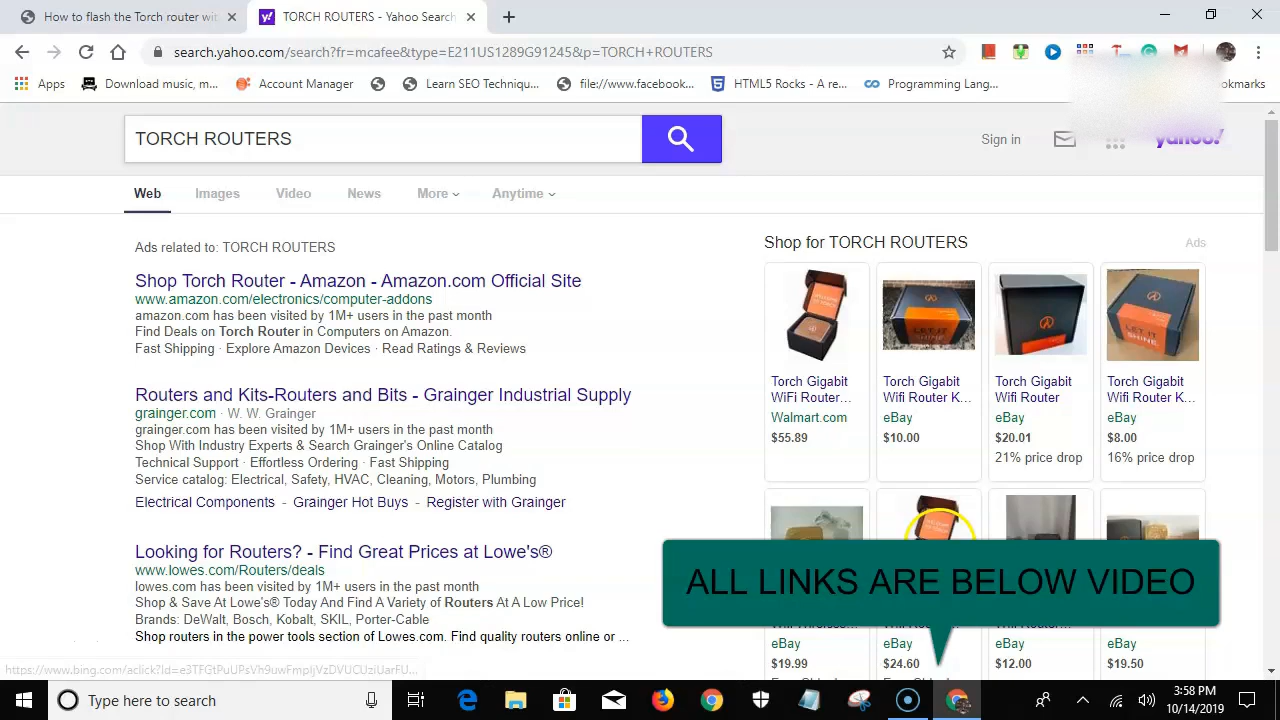 How to flash the Torch router wit
TORCH ROUTERS - Yahoo Search
search.yahoo.com/search?fr=mcafee&type=E211US1289G91245&p=TORCH+ROUTERS
Apps
Download music, m...
Account Manager
Learn SEO Techniqu...
file://www.facebook...
HTML5 Rocks - A re...
Programming Lang...
okmarks
TORCH ROUTERS
Sign in
yahoo!
Web
Images
Video
News
More
Anytime
Ads related to: TORCH ROUTERS
Shop Torch Router - Amazon - Amazon.com Official Site
www.amazon.com/electronics/computer-addons
amazon.com has been visited by 1M+ users in the past month
Find Deals on Torch Router in Computers on Amazon.
Fast Shipping · Explore Amazon Devices · Read Ratings & Reviews
Routers and Kits-Routers and Bits - Grainger Industrial Supply
grainger.com · W. W. Grainger
grainger.com has been visited by 1M+ users in the past month
Shop With Industry Experts & Search Grainger's Online Catalog
Technical Support · Effortless Ordering · Fast Shipping
Service catalog: Electrical, Safety, HVAC, Cleaning, Motors, Plumbing
Electrical Components - Grainger Hot Buys - Register with Grainger
Looking for Routers? - Find Great Prices at Lowe's®
www.lowes.com/Routers/deals
lowes.com has been visited by 1M+ users in the past month
Shop & Save At Lowe's® Today And Find A Variety of Routers At A Low Price!
Brands: DeWalt, Bosch, Kobalt, SKIL, Porter-Cable
Shop routers in the power tools section of Lowes.com. Find quality routers online or ...
Shop for TORCH ROUTERS
Ads
Torch Gigabit
WiFi Router...
Walmart.com
$55.89
LET IT
SHINE
Torch Gigabit
Wifi Router K...
eBay
$10.00
Torch Gigabit
Wifi Router
eBay
$20.01
21% price drop
LET IT
SHINE
Torch Gigabit
Wifi Router K...
eBay
$8.00
16% price drop
ALL LINKS ARE BELOW VIDEO
eBay
$19.99
eBay
$24.60
eBay
$12.00
eBay
$19.50
Type here to search
3:58 PM
10/14/2019